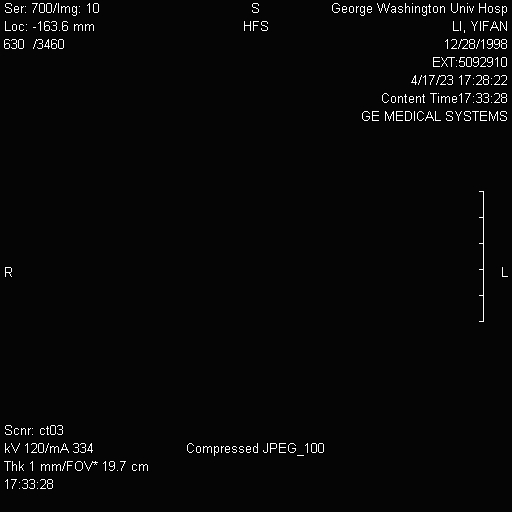 Ser: 700/Img: 10
Loc: -163.6 mm
630 /3460
S
HFS
George Washington Univ Hosp
LI, YIFAN
12/28/1998
EXT:5092910
4/17/23 17:28:22
Content Time17:33:28
GE MEDICAL SYSTEMS
R
L
Scnr: ct03
kV 120/mA 334
Thk 1 mm/FOV* 19.7 cm
17:33:28
Compressed JPEG_100